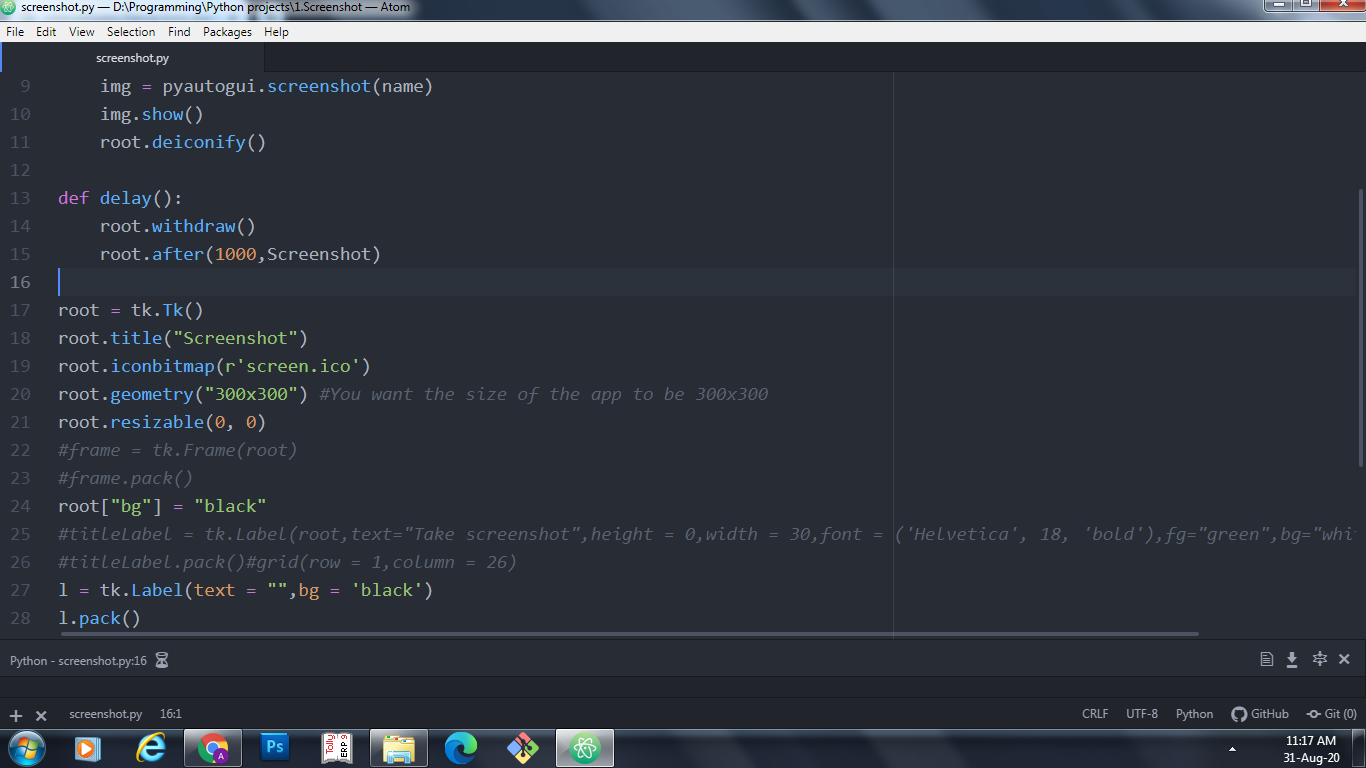 screenshot.py — D:\Programming\Python projects\1.Screenshot — Atom
File Edit View Selection Find Packages Help
screenshot.py
9 img = pyautogui.screenshot(name)
10 img.show()
11 root.deiconify()
12
13 def delay():
14 root.withdraw()
15 root.after(1000,Screenshot)
16
17 root = tk.Tk()
18 root.title("Screenshot")
19 root.iconbitmap(r'screen.ico')
20 root.geometry("300x300") #You want the size of the app to be 300x300
21 root.resizable(0, 0)
22 #frame = tk.Frame(root)
23 #frame.pack()
24 root["bg"] = "black"
25 #titleLabel = tk.Label(root,text="Take screenshot",height = 0,width = 30,font = ('Helvetica', 18, 'bold'),fg="green",bg="whi
26 #titleLabel.pack()#grid(row = 1,column = 26)
27 l = tk.Label(text = "",bg = 'black')
28 l.pack()
Python - screenshot.py:16
screenshot.py 16:1 CRLF UTF-8 Python GitHub Git (0)
A Ps Tally ERP 9
11:17 AM
31-Aug-20